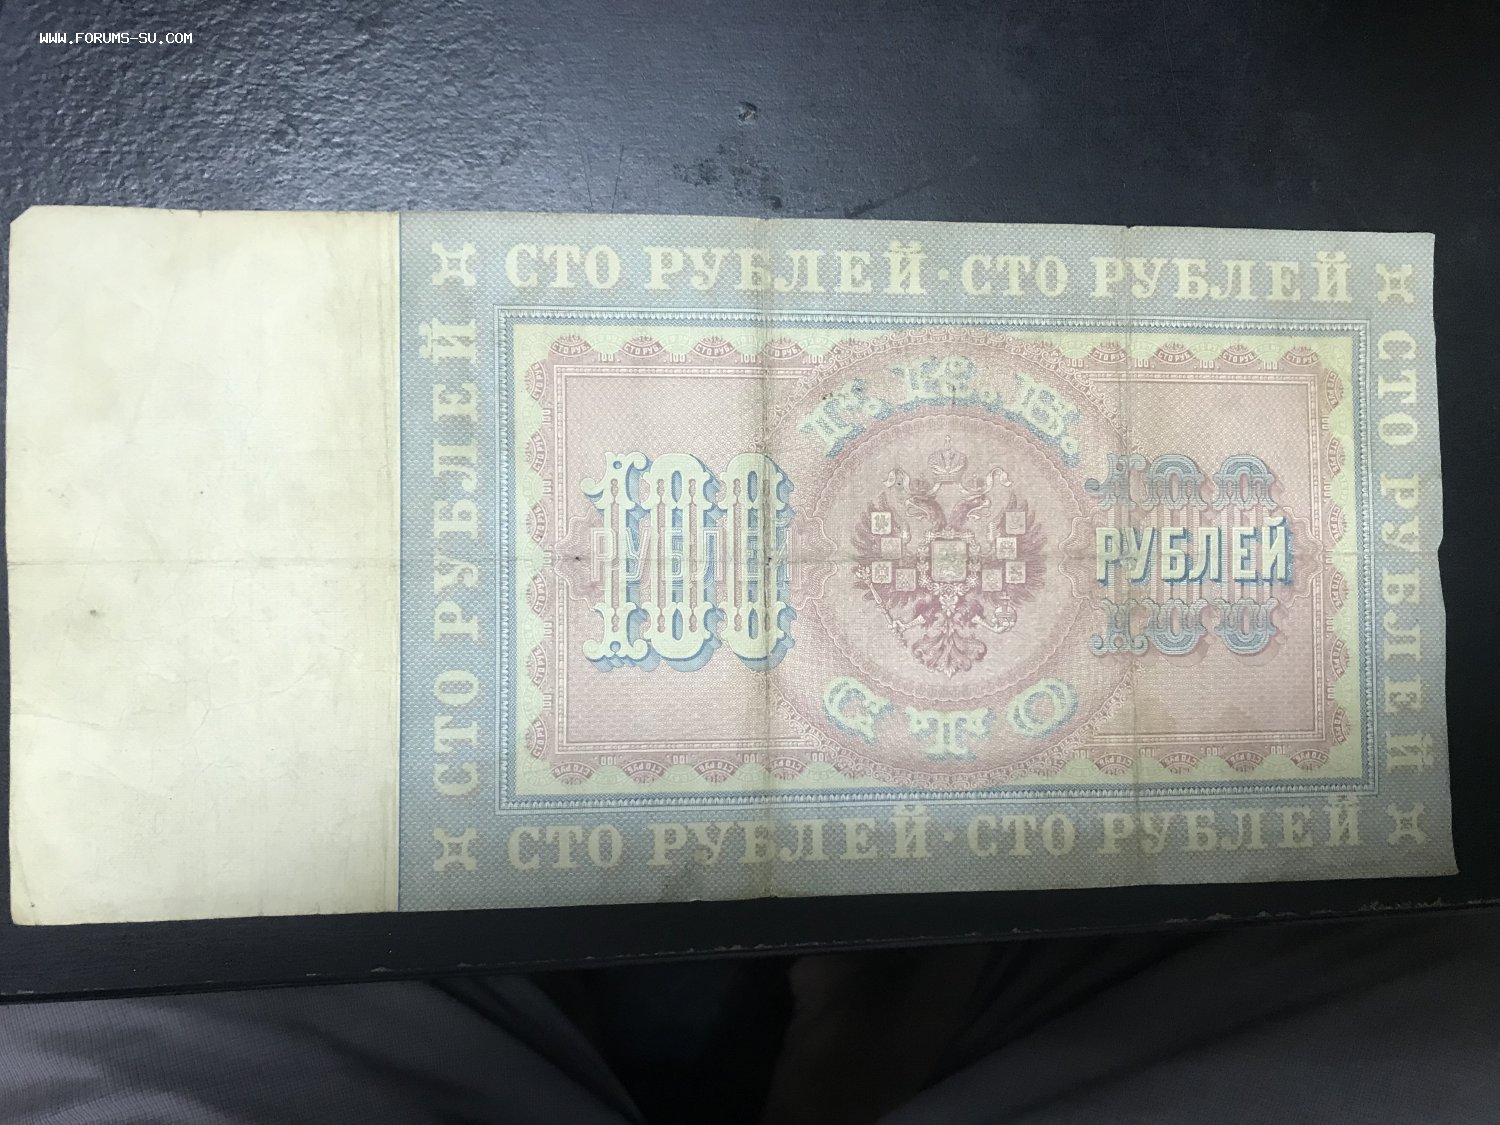 WWW.FORUMS-SU.COM
СТО РУБЛЕЙ · СТО РУБЛЕЙ
СТО РУБЛЕЙ
Г. К. Б.
100
РУБЛЕЙ
100
РУБЛЕЙ
100
СТО
СТО РУБЛЕЙ
СТО РУБЛЕЙ · СТО РУБЛЕЙ